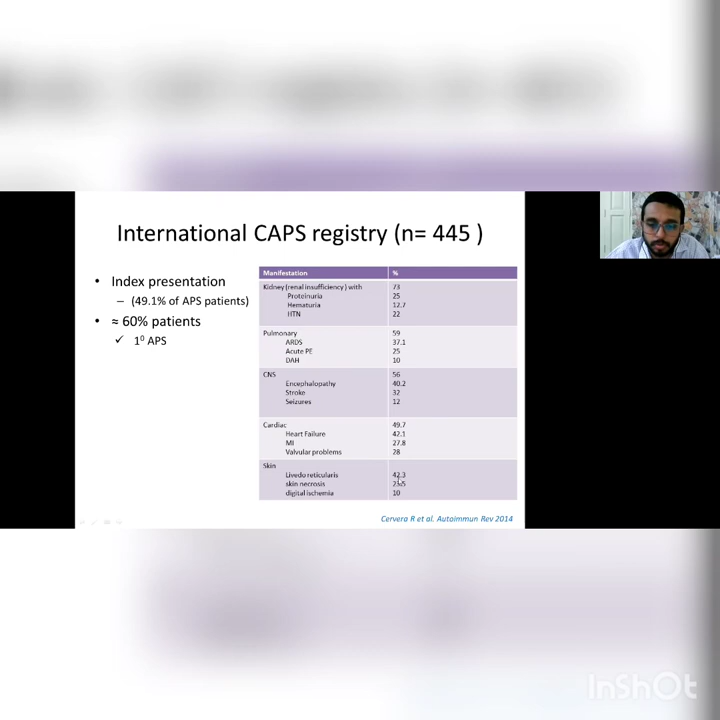 International CAPS registry (n= 445 )
• Index presentation
– (49.1% of APS patients)
• ≈ 60% patients
✓ 1⁰ APS
Manifestation %
Kidney (renal insufficiency) with 73
Proteinuria 25
Hematuria 12.7
HTN 22
Pulmonary 59
ARDS 37.1
Acute PE 25
DAH 10
CNS 56
Encephalopathy 40.2
Stroke 32
Seizures 12
Cardiac 49.7
Heart Failure 42.1
MI 27.8
Valvular problems 28
Skin
Livedo reticularis 42.3
skin necrosis
digital ischemia 10
Cervera R et al. Autoimmun Rev 2014
InShOt